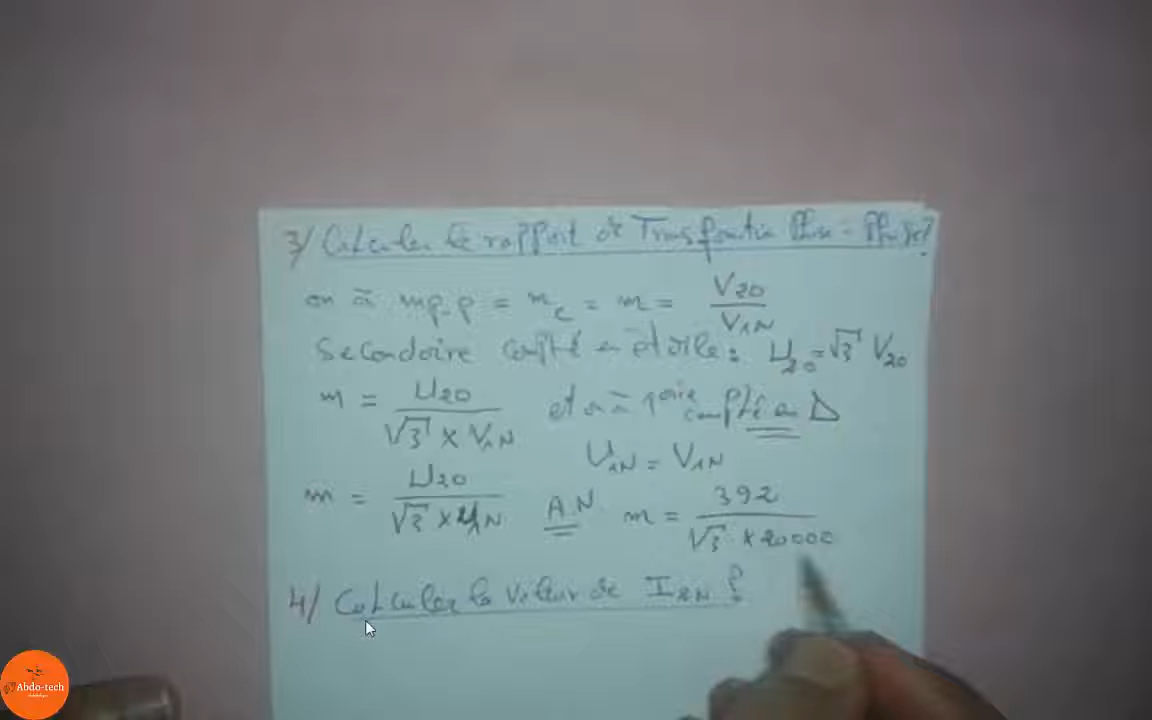 3/ Calculer le rapport de Transformation Phase - Phase?
on à mp-p = mc = m = V20 / V1N
Secondaire couplé en étoile: U20 = √3 V20
m = U20 / √3 x V1N et on à couplé en Δ
U1N = V1N
m = U20 / √3 x U1N A.N m = 392 / √3 x 20000
4/ Calculer la valeur de I2N ?
Abdo-tech